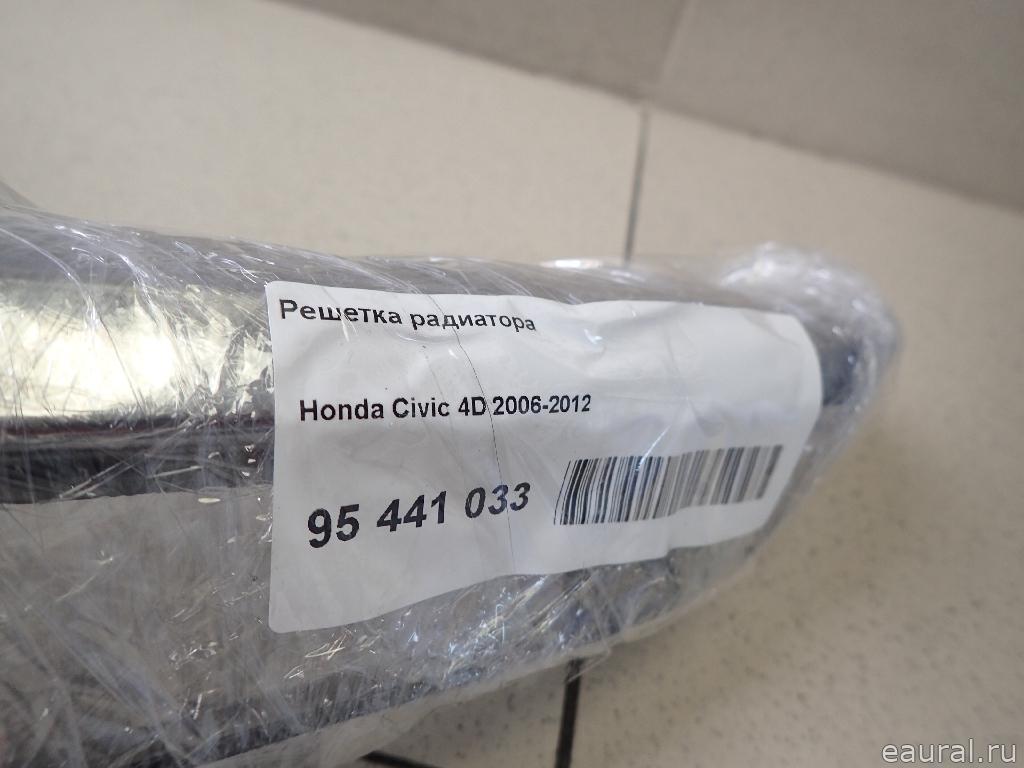 Решетка радиатора
Honda Civic 4D 2006-2012
95 441 033
eaural.ru